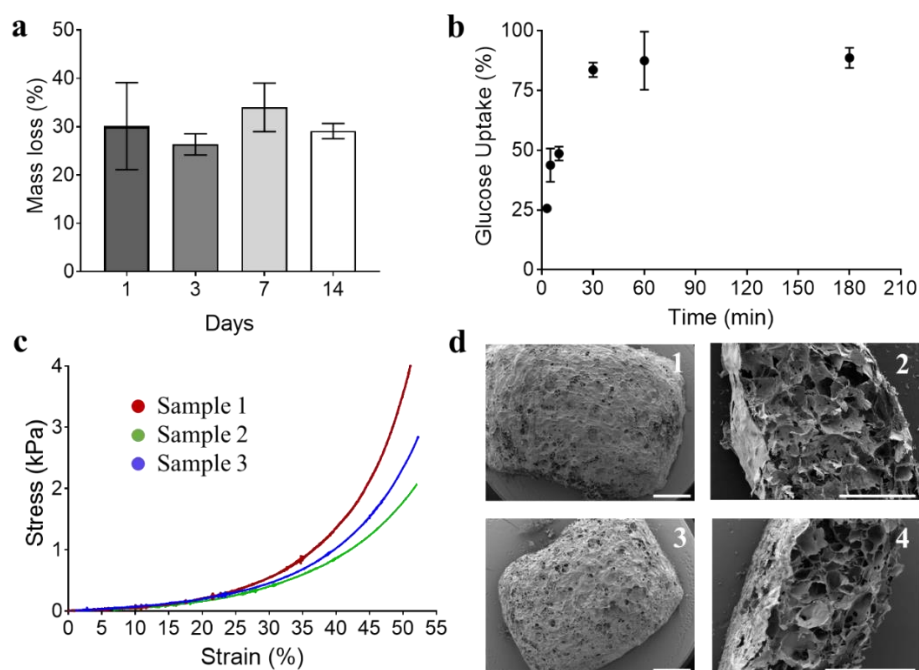 a
50
40
30
20
10
0
Mass loss (%)
1 3 7 14
Days
b
100
75
50
25
0
Glucose Uptake (%)
0 30 60 90 120 150 180 210
Time (min)
c
4
3
2
1
0
Stress (kPa)
Sample 1
Sample 2
Sample 3
0 5 10 15 20 25 30 35 40 45 50 55
Strain (%)
d
1
2
3
4